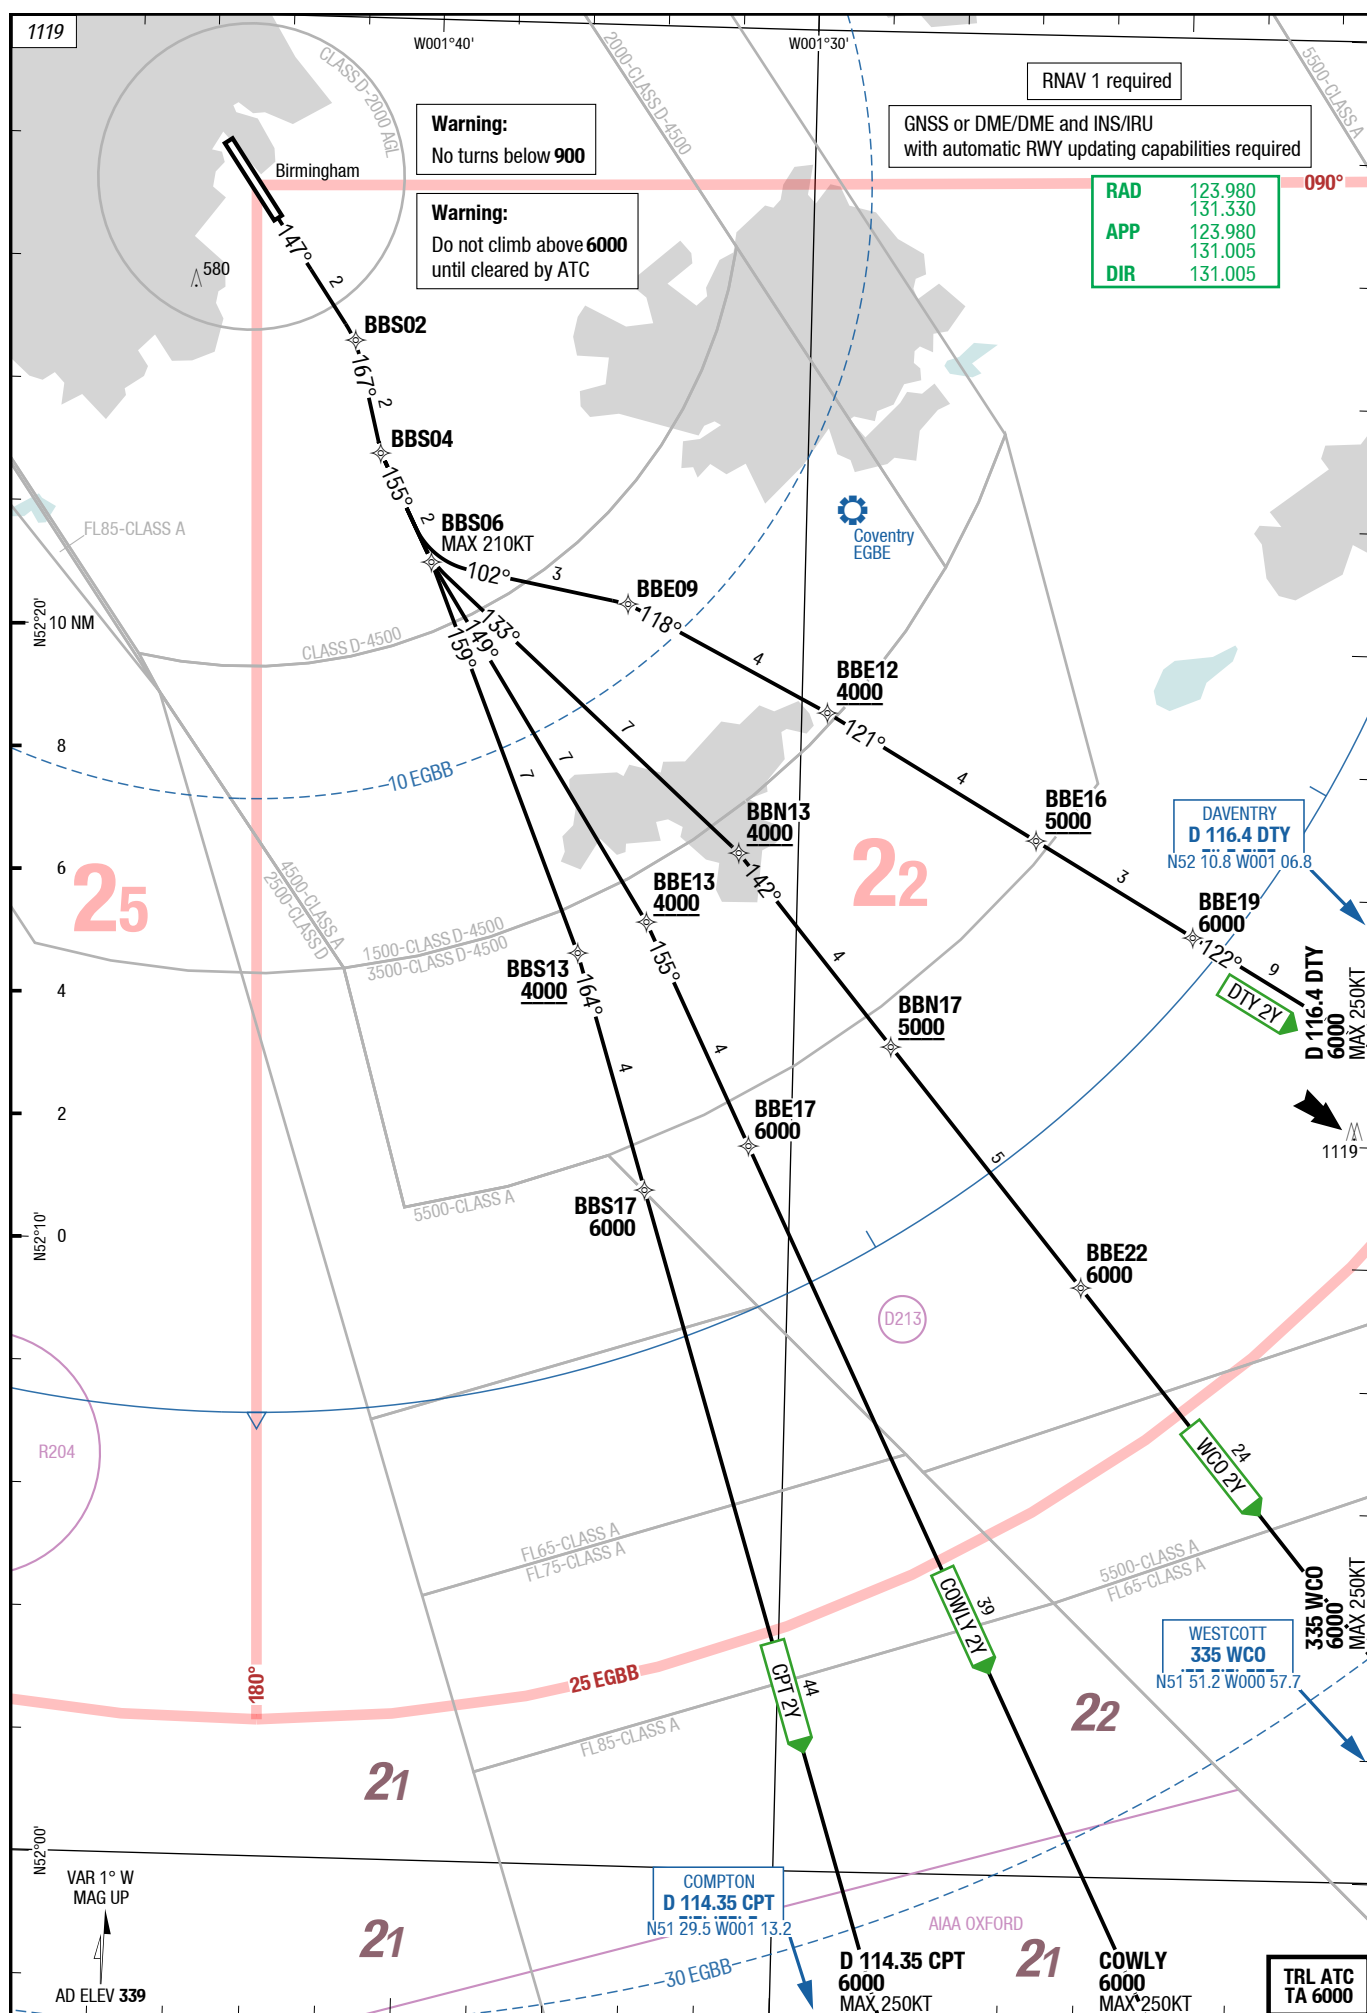 1119
W001°40'
W001°30'
CLASS D-2000 AGL
2000-CLASS D-4500
5500-CLASS A
RNAV 1 required
Warning:
No turns below 900
GNSS or DME/DME and INS/IRU
with automatic RWY updating capabilities required
Birmingham
090°
RAD 123.980
131.330
APP 123.980
131.005
DIR 131.005
Warning:
Do not climb above 6000
until cleared by ATC
147°
2
580
BBS02
167°
2
BBS04
155°
2
BBS06
MAX 210KT
Coventry
EGBE
FL85-CLASS A
102°
3
BBE09
118°
4
133°
149°
159°
N52°20'
10 NM
CLASS D-4500
BBE12
4000
121°
4
7
7
7
8
10 EGBB
BBE16
5000
BBN13
4000
142°
DAVENTRY
D 116.4 DTY
N52 10.8 W001 06.8
6
25
22
4500-CLASS A
2500-CLASS D
BBE13
4000
155°
3
BBE19
6000
122°
9
1500-CLASS D-4500
3500-CLASS D-4500
BBS13
4000
164°
4
DTY 2Y
D 116.4 DTY
6000
MAX 250KT
4
BBN17
5000
4
4
2
BBE17
6000
1119
5
5500-CLASS A
BBS17
6000
N52°10'
0
BBE22
6000
D213
R204
WCO 2Y
24
FL65-CLASS A
FL75-CLASS A
5500-CLASS A
FL65-CLASS A
COWLY 2Y
39
335 WCO
6000
MAX 250KT
WESTCOTT
335 WCO
N51 51.2 W000 57.7
180°
25 EGBB
CPT 2Y
44
FL85-CLASS A
22
21
N52°00'
VAR 1° W
MAG UP
COMPTON
D 114.35 CPT
N51 29.5 W001 13.2
AIAA OXFORD
21
21
30 EGBB
D 114.35 CPT
6000
MAX 250KT
COWLY
6000
MAX 250KT
AD ELEV 339
TRL ATC
TA 6000